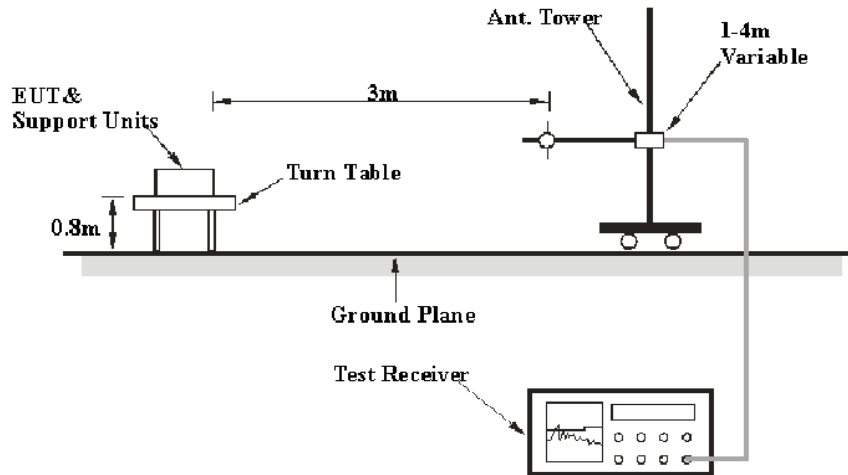 Ant. Tower
1-4m
Variable
3m
EUT&
Support Units
Turn Table
0.8m
Ground Plane
Test Receiver